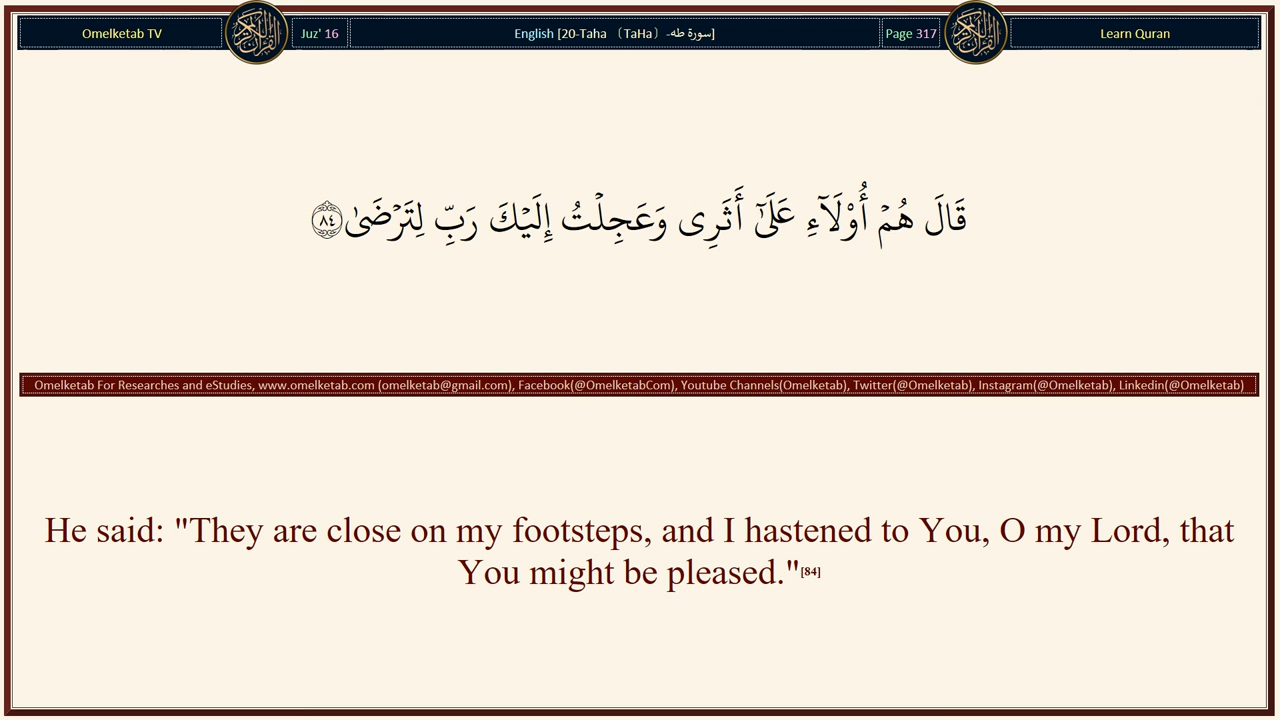 Omelketab TV
Juz' 16
English [20-Taha （TaHa） -سورة طه]
Page 317
Learn Quran
قَالَ هُمۡ أُوْلَآءِ عَلَىٰٓ أَثَرِى وَعَجِلۡتُ إِلَيۡكَ رَبِّ لِتَرۡضَىٰ ٨٤
Omelketab For Researches and eStudies, www.omelketab.com (omelketab@gmail.com), Facebook(@OmelketabCom), Youtube Channels(Omelketab), Twitter(@Omelketab), Instagram(@Omelketab), Linkedin(@Omelketab)
He said: "They are close on my footsteps, and I hastened to You, O my Lord, that
You might be pleased."[84]